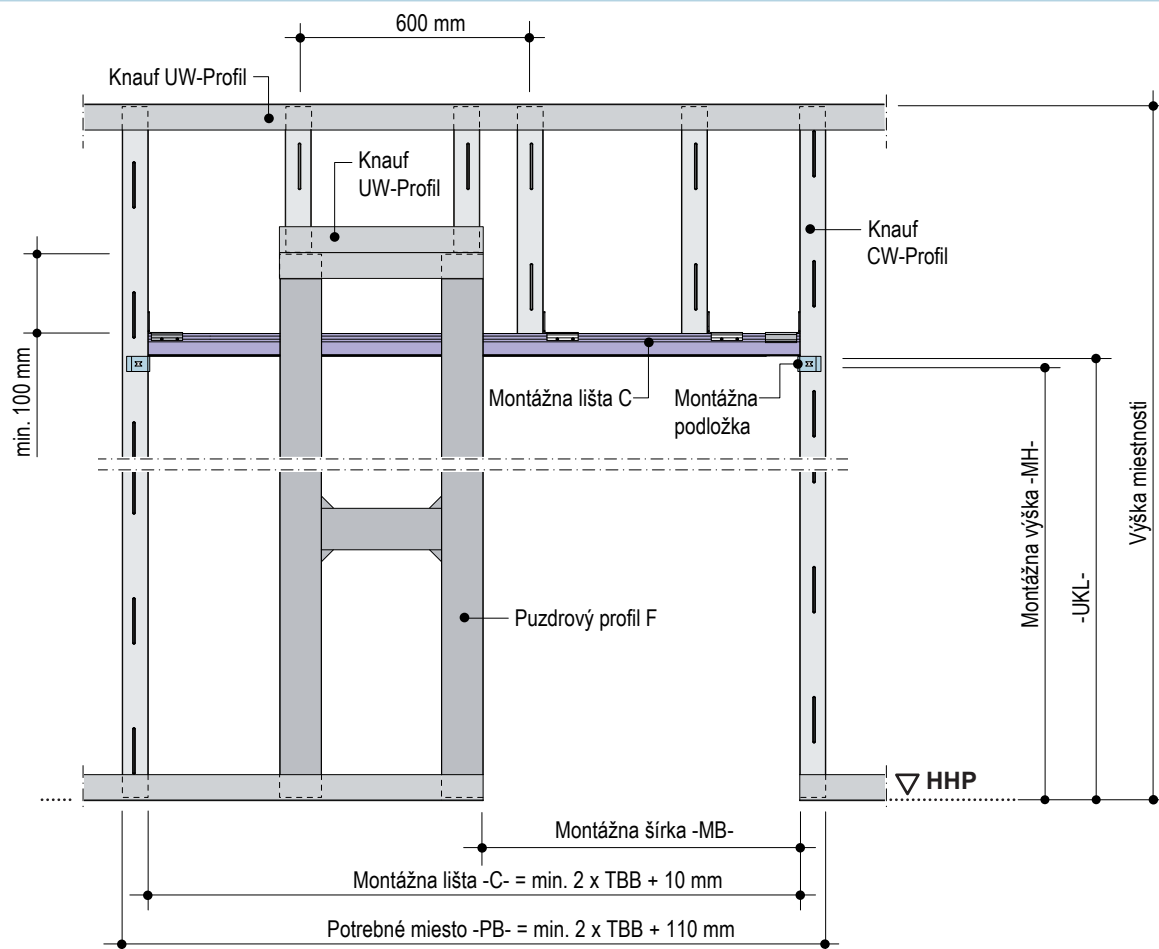 600 mm
Knauf UW-Profil
Knauf
UW-Profil
Knauf
CW-Profil
min. 100 mm
Montážna lišta C
Montážna
podložka
Montážna výška -MH-
-UKL-
Výška miestnosti
Puzdrový profil F
HHP
Montážna šírka -MB-
Montážna lišta -C- = min. 2 x TBB + 10 mm
Potrebné miesto -PB- = min. 2 x TBB + 110 mm